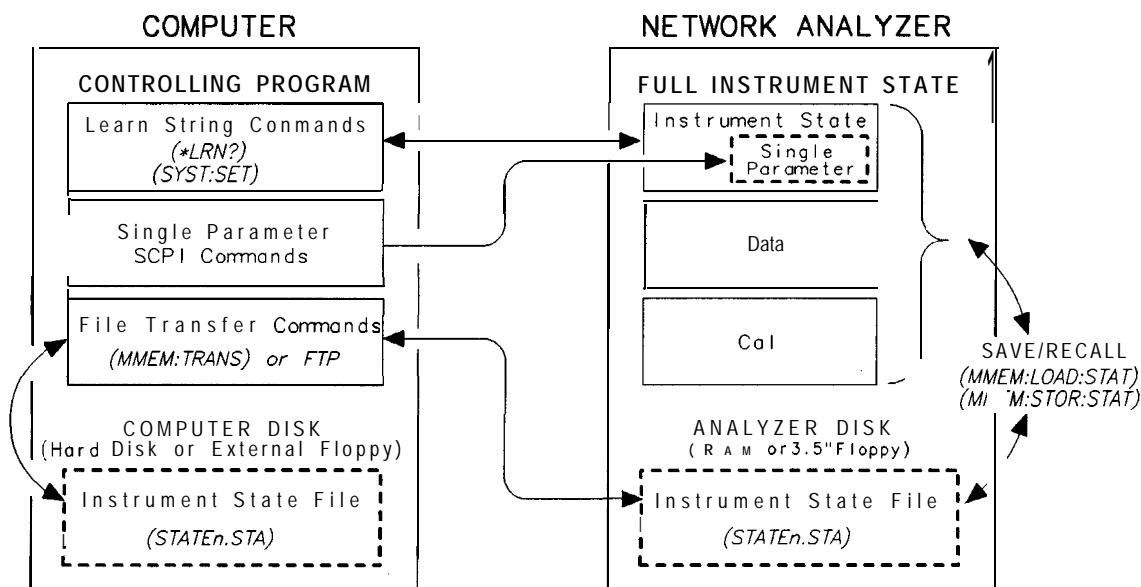 COMPUTER
CONTROLLING PROGRAM
Learn String Conmands
(*LRN?)
(SYST:SET)
Single Parameter
SCPI Commands
File Transfer Commands
(MMEM:TRANS) or FTP
COMPUTER DISK
(Hard Disk or External Floppy)
Instrument State File
(STATEn.STA)
NETWORK ANALYZER
FULL INSTRUMENT STATE
Instrument State
Single
Parameter
Data
Cal
SAVE/RECALL
(MMEM:LOAD:STAT)
(MM:STOR:STAT)
ANALYZER DISK
(RAM or 3.5" Floppy)
Instrument State File
(STATEn.STA)